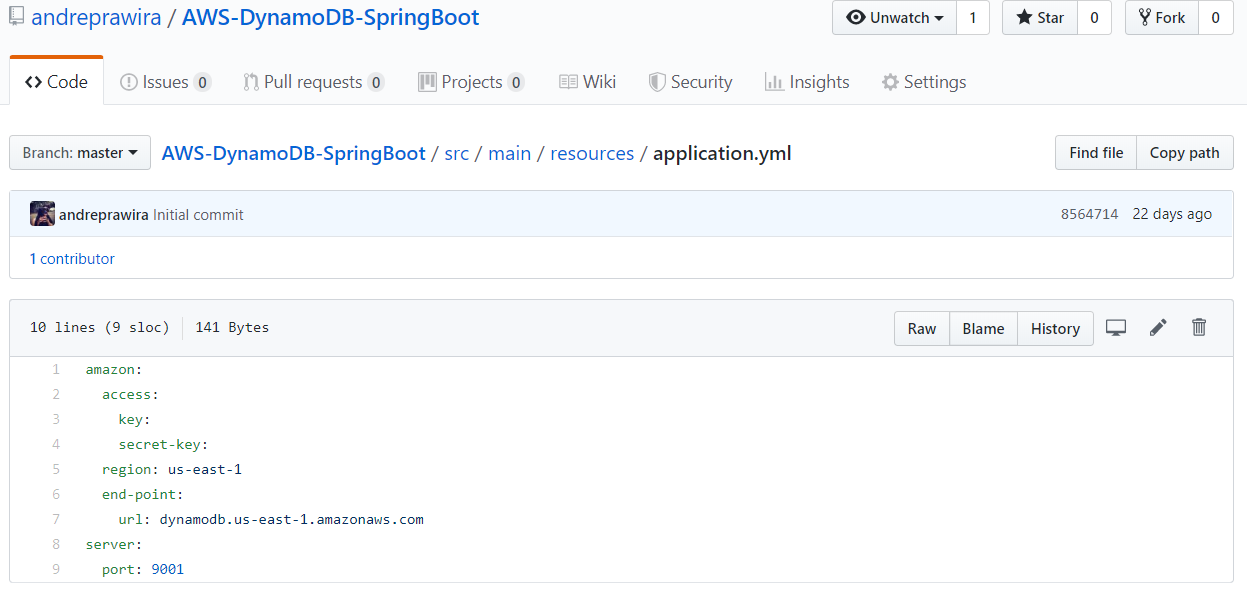 andreprawira / AWS-DynamoDB-SpringBoot Unwatch 1 Star 0 Fork 0
Code Issues 0 Pull requests 0 Projects 0 Wiki Security Insights Settings
Branch: master AWS-DynamoDB-SpringBoot / src / main / resources / application.yml Find file Copy path
andreprawira Initial commit 8564714 22 days ago
1 contributor
10 lines (9 sloc) 141 Bytes Raw Blame History
1 amazon:
2 access:
3 key:
4 secret-key:
5 region: us-east-1
6 end-point:
7 url: dynamodb.us-east-1.amazonaws.com
8 server:
9 port: 9001